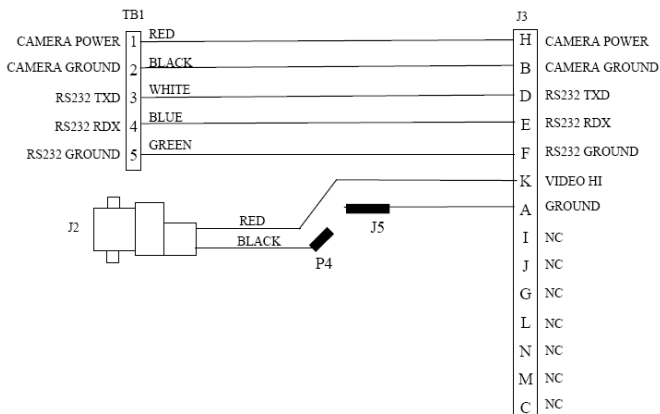 TB1 J3
CAMERA POWER 1 RED H CAMERA POWER
CAMERA GROUND 2 BLACK B CAMERA GROUND
RS232 TXD 3 WHITE D RS232 TXD
RS232 RDX 4 BLUE E RS232 RDX
RS232 GROUND 5 GREEN F RS232 GROUND
K VIDEO HI
J2 RED A GROUND
BLACK J5 I NC
P4 J NC
G NC
L NC
N NC
M NC
C NC